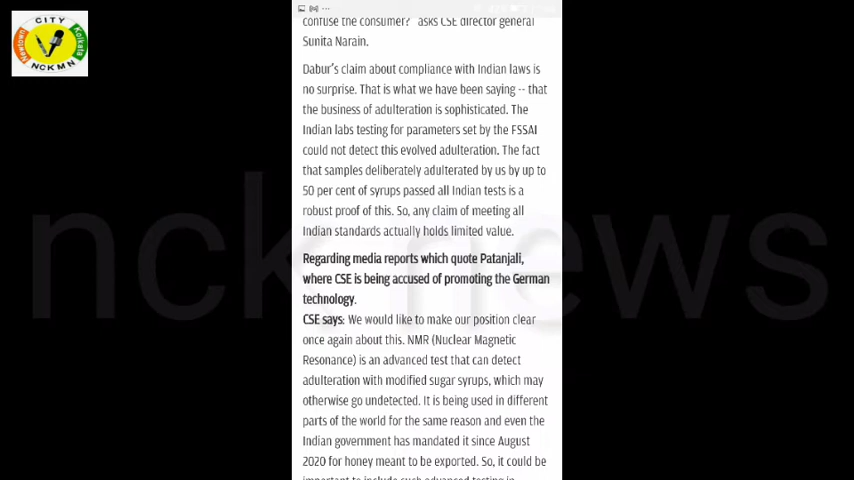 CITY
Newtown
Kolkata
NCKMN
nck news
confuse the consumer?" asks CSE director general
Sunita Narain.
Dabur's claim about compliance with Indian laws is
no surprise. That is what we have been saying -- that
the business of adulteration is sophisticated. The
Indian labs testing for parameters set by the FSSAI
could not detect this evolved adulteration. The fact
that samples deliberately adulterated by us by up to
50 per cent of syrups passed all Indian tests is a
robust proof of this. So, any claim of meeting all
Indian standards actually holds limited value.
Regarding media reports which quote Patanjali,
where CSE is being accused of promoting the German
technology.
CSE says: We would like to make our position clear
once again about this. NMR (Nuclear Magnetic
Resonance) is an advanced test that can detect
adulteration with modified sugar syrups, which may
otherwise go undetected. It is being used in different
parts of the world for the same reason and even the
Indian government has mandated it since August
2020 for honey meant to be exported. So, it could be
important to include such advanced testing in